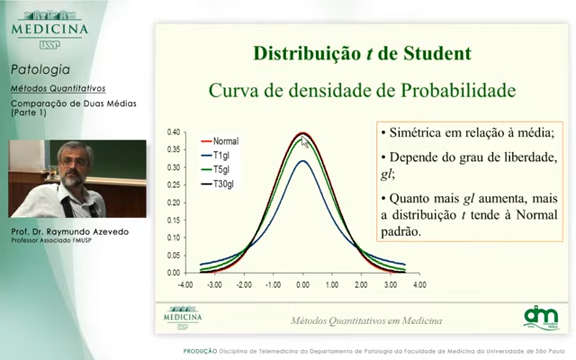 MEDICINA
USP
Patologia
Métodos Quantitativos
Comparação de Duas Médias
(Parte 1)
Prof. Dr. Raymundo Azevedo
Professor Associado FMUSP
Distribuição t de Student
Curva de densidade de Probabilidade
0.40
0.35
0.30
0.25
0.20
0.15
0.10
0.05
0.00
-4.00 -3.00 -2.00 -1.00 0.00 1.00 2.00 3.00 4.00
Normal
T1gl
T5gl
T30gl
• Simétrica em relação à média;
• Depende do grau de liberdade,
gl;
• Quanto mais gl aumenta, mais
a distribuição t tende à Normal
padrão.
MEDICINA
USP
Métodos Quantitativos em Medicina
dim
PRODUÇÃO Disciplina de Telemedicina do Departamento de Patologia da Faculdade de Medicina da Universidade de São Paulo